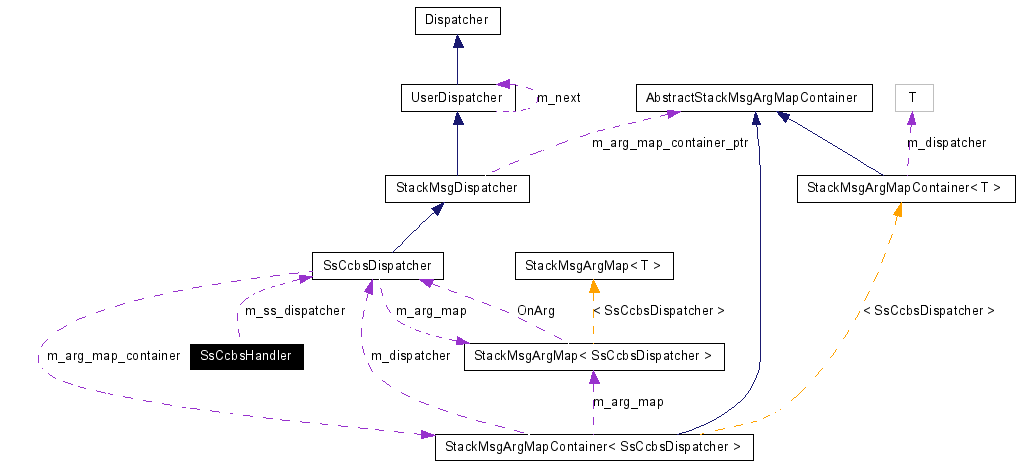 Dispatcher
UserDispatcher
m_next
AbstractStackMsgArgMapContainer
T
m_arg_map_container_ptr
m_dispatcher
StackMsgDispatcher
StackMsgArgMapContainer< T >
SsCcbsDispatcher
StackMsgArgMap< T >
m_ss_dispatcher
m_arg_map
OnArg
< SsCcbsDispatcher >
< SsCcbsDispatcher >
m_arg_map_container
SsCcbsHandler
m_dispatcher
StackMsgArgMap< SsCcbsDispatcher >
m_arg_map
StackMsgArgMapContainer< SsCcbsDispatcher >